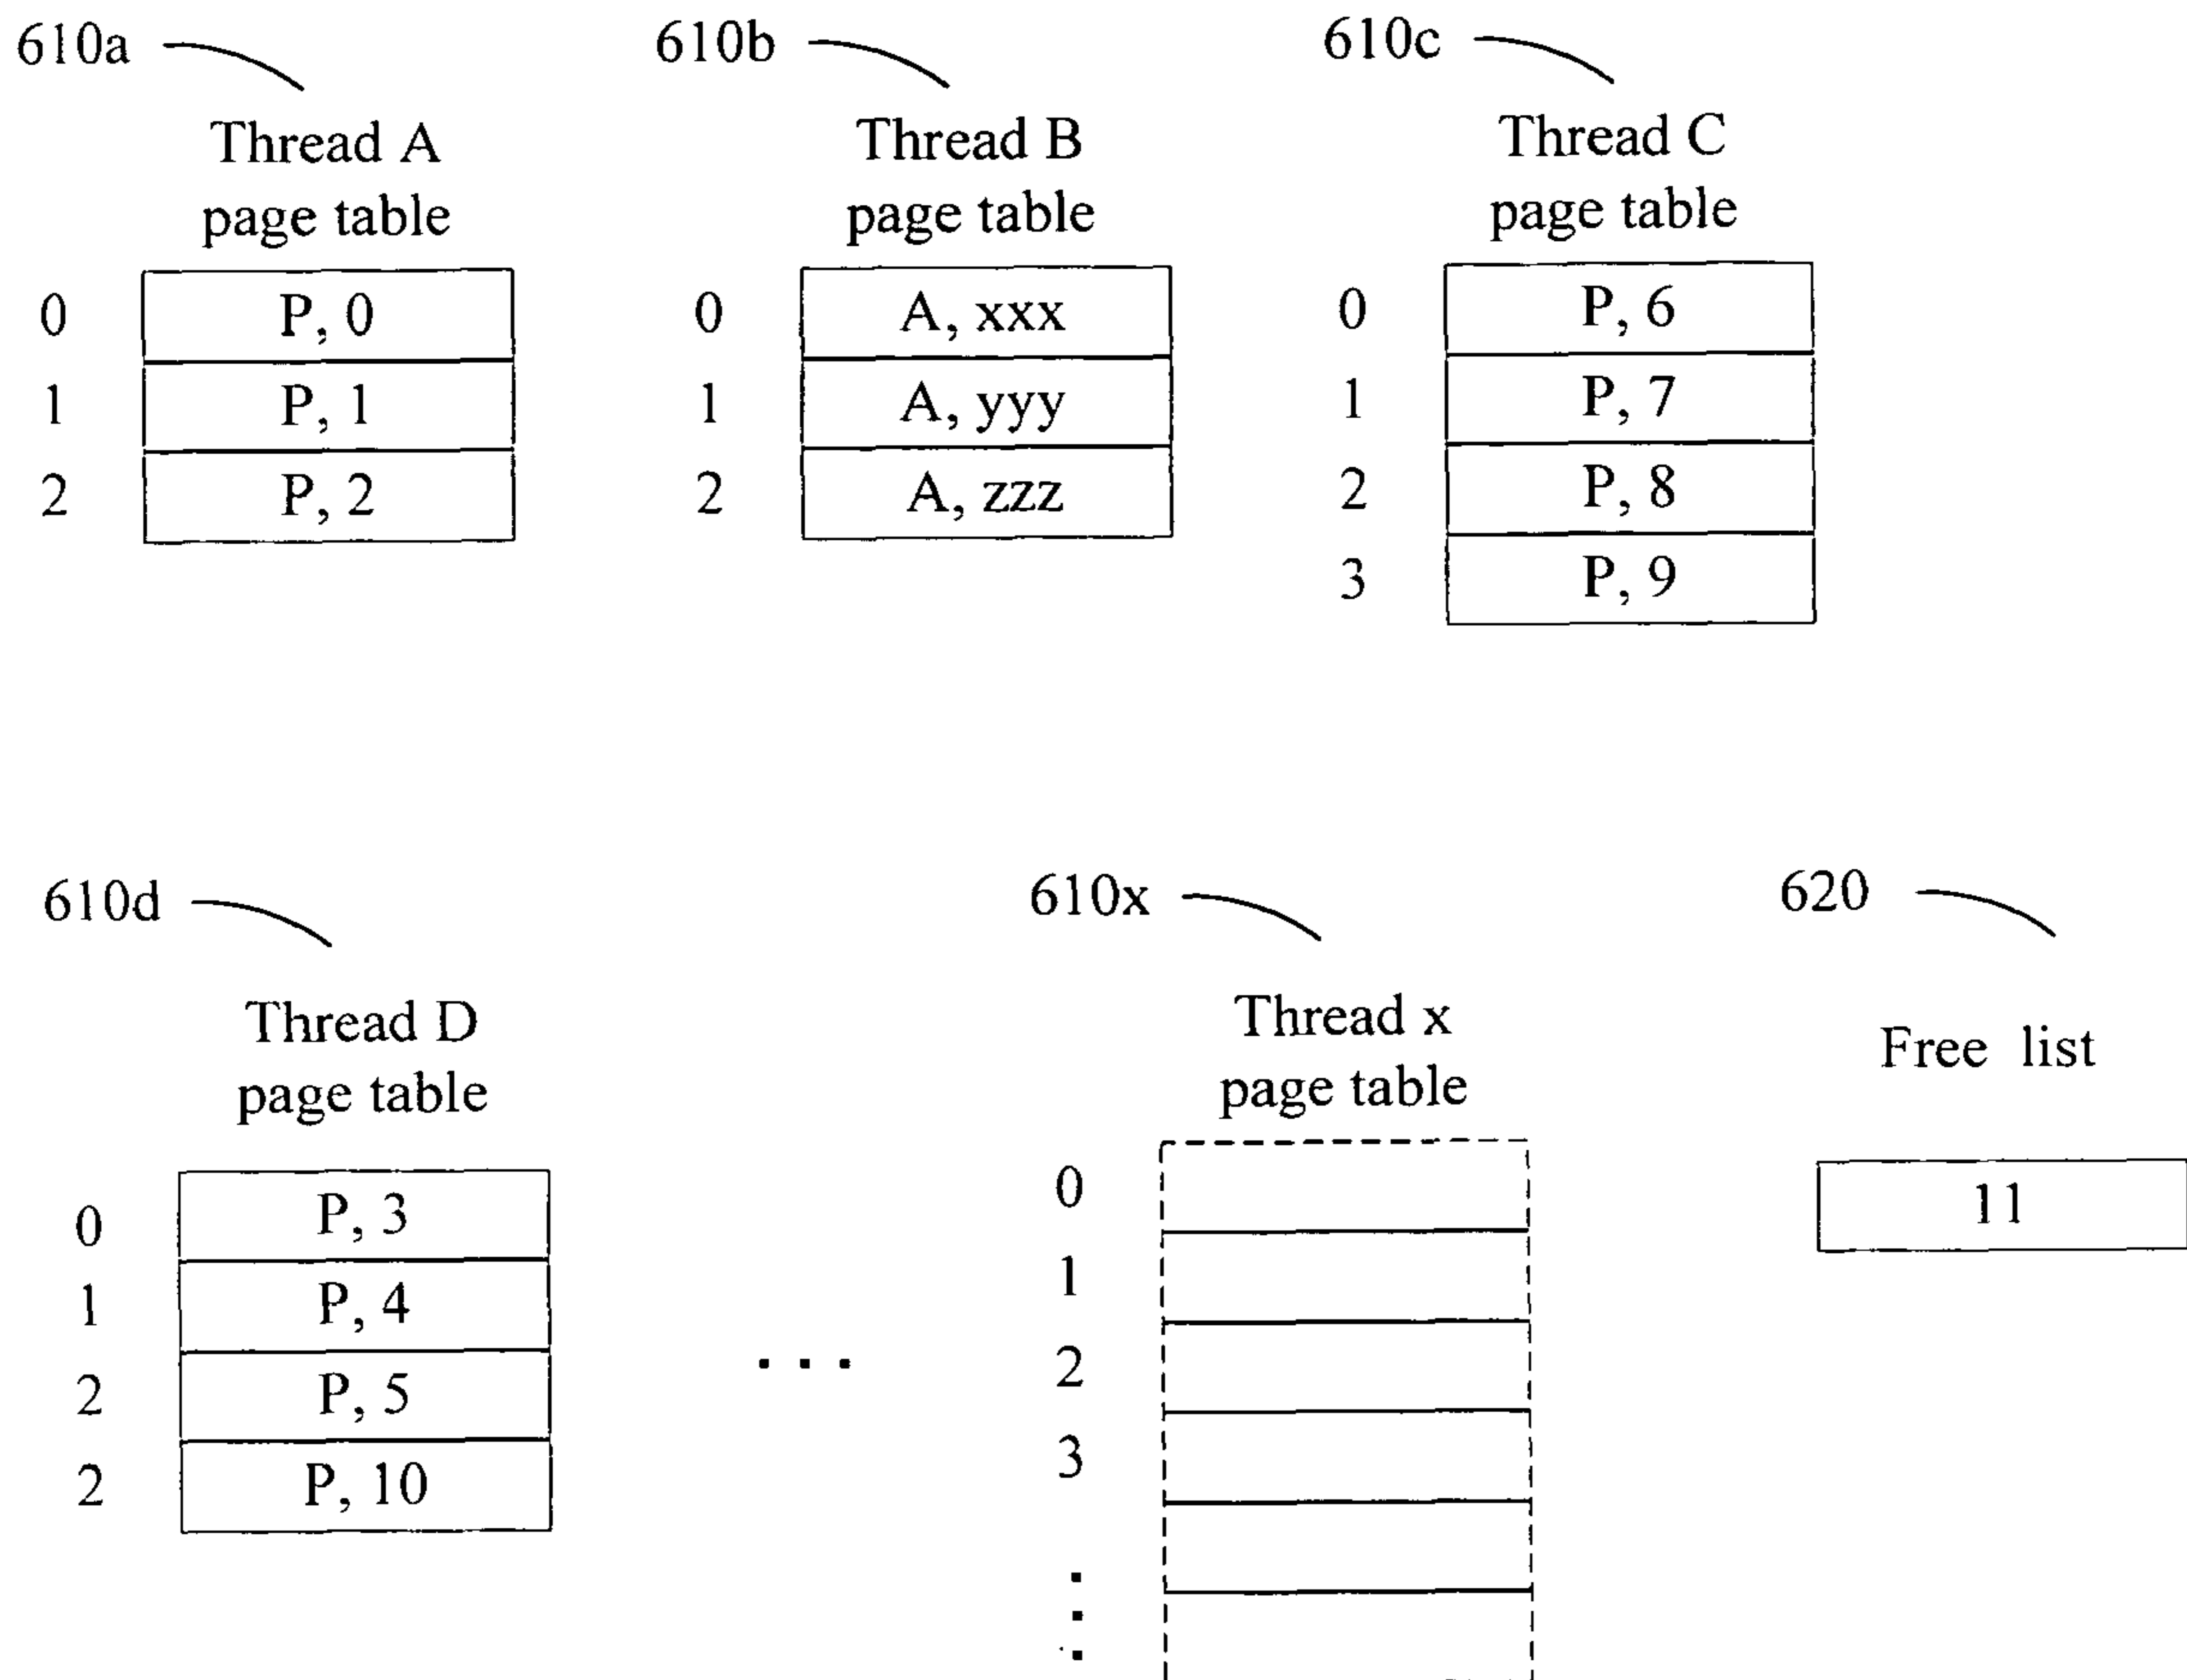 610a
610b
610c
Thread A
page table
Thread B
page table
Thread C
page table
0 P, 0
1 P, 1
2 P, 2
0 A, xxx
1 A, yyy
2 A, zzz
0 P, 6
1 P, 7
2 P, 8
3 P, 9
610d
610x
620
Thread D
page table
Thread x
page table
Free list
0 P, 3
1 P, 4
2 P, 5
2 P, 10
...
0
1
2
3
11